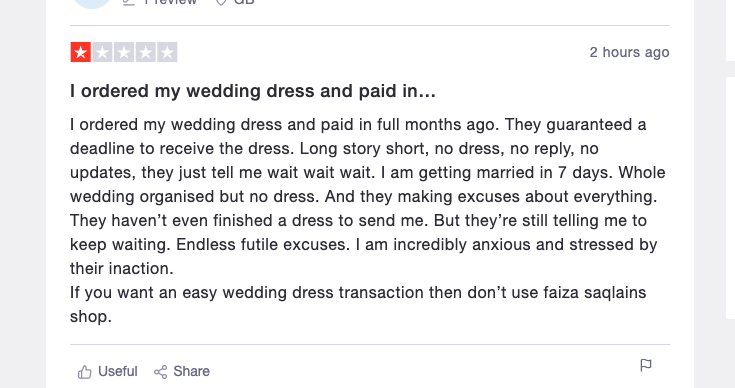 1 review GB
2 hours ago
I ordered my wedding dress and paid in...
I ordered my wedding dress and paid in full months ago. They guaranteed a
deadline to receive the dress. Long story short, no dress, no reply, no
updates, they just tell me wait wait wait. I am getting married in 7 days. Whole
wedding organised but no dress. And they making excuses about everything.
They haven’t even finished a dress to send me. But they’re still telling me to
keep waiting. Endless futile excuses. I am incredibly anxious and stressed by
their inaction.
If you want an easy wedding dress transaction then don’t use faiza saqlains
shop.
Useful Share